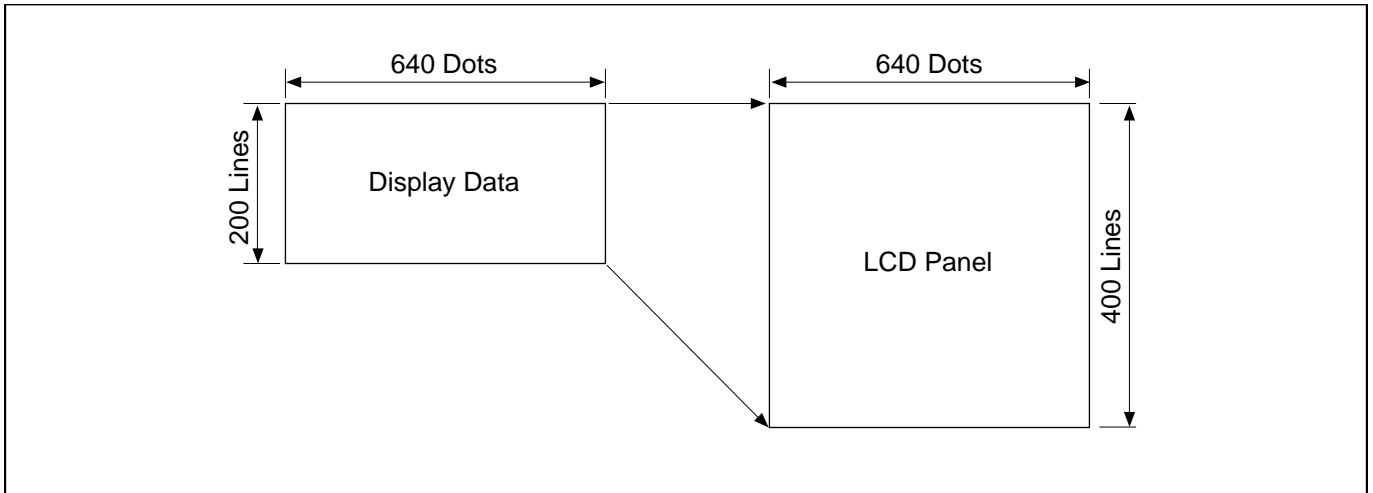 640 Dots
640 Dots
200 Lines
Display Data
LCD Panel
400 Lines